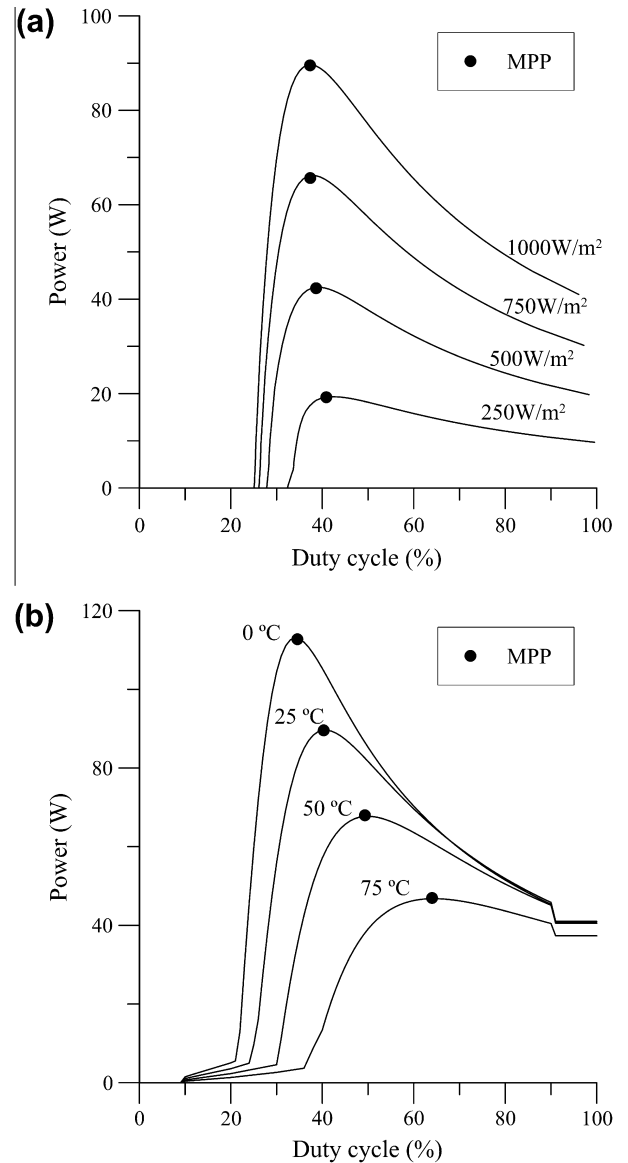 (a)
100
80
60
40
20
0
Power (W)
MPP
1000W/m²
750W/m²
500W/m²
250W/m²
0 20 40 60 80 100
Duty cycle (%)
(b)
120
80
40
0
Power (W)
MPP
0 ºC
25 ºC
50 ºC
75 ºC
0 20 40 60 80 100
Duty cycle (%)